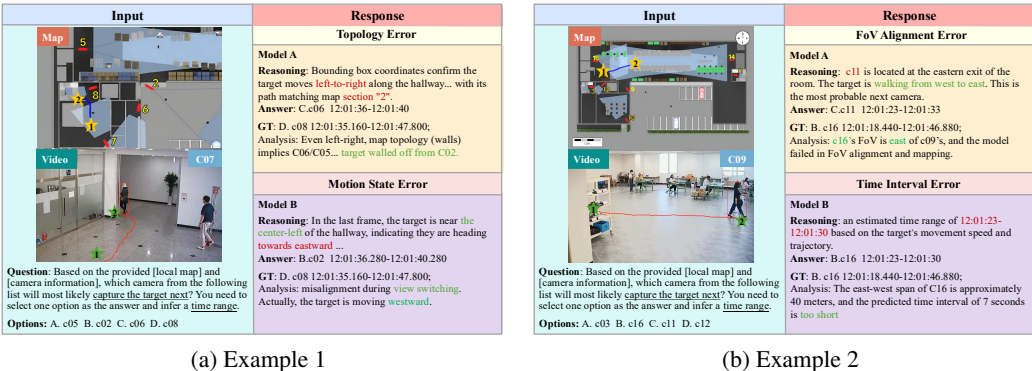 Input
Response
Map
5
8
2
6
1
7
Video
C07
2
1
Question: Based on the provided [local map] and
[camera information], which camera from the following
list will most likely capture the target next? You need to
select one option as the answer and infer a time range.
Options: A. c05 B. c02 C. c06 D. c08
Topology Error
Model A
Reasoning: Bounding box coordinates confirm the
target moves left-to-right along the hallway... with its
path matching map section "2".
Answer: C.c06 12:01:36-12:01:40
GT: D. c08 12:01:35.160-12:01:47.800;
Analysis: Even left-right, map topology (walls)
implies C06/C05... target walled off from C02.
Motion State Error
Model B
Reasoning: In the last frame, the target is near the
center-left of the hallway, indicating they are heading
towards eastward ...
Answer: B.c02 12:01:36.280-12:01:40.280
GT: D. c08 12:01:35.160-12:01:47.800;
Analysis: misalignment during view switching.
Actually, the target is moving westward.
(a) Example 1
Input
Response
Map
16
1
2
14
9
Video
C09
1
2
Question: Based on the provided [local map] and
[camera information], which camera from the following
list will most likely capture the target next? You need to
select one option as the answer and infer a time range.
Options: A. c03 B. c16 C. c11 D. c12
FoV Alignment Error
Model A
Reasoning: c11 is located at the eastern exit of the
room. The target is walking from west to east. This is
the most probable next camera.
Answer: C.c11 12:01:23-12:01:33
GT: B. c16 12:01:18.440-12:01:46.880;
Analysis: c16's FoV is east of c09's, and the model
failed in FoV alignment and mapping.
Time Interval Error
Model B
Reasoning: an estimated time range of 12:01:23-
12:01:30 based on the target's movement speed and
trajectory.
Answer: B.c16 12:01:23-12:01:30
GT: B. c16 12:01:18.440-12:01:46.880;
Analysis: The east-west span of C16 is approximately
40 meters, and the predicted time interval of 7 seconds
is too short
(b) Example 2